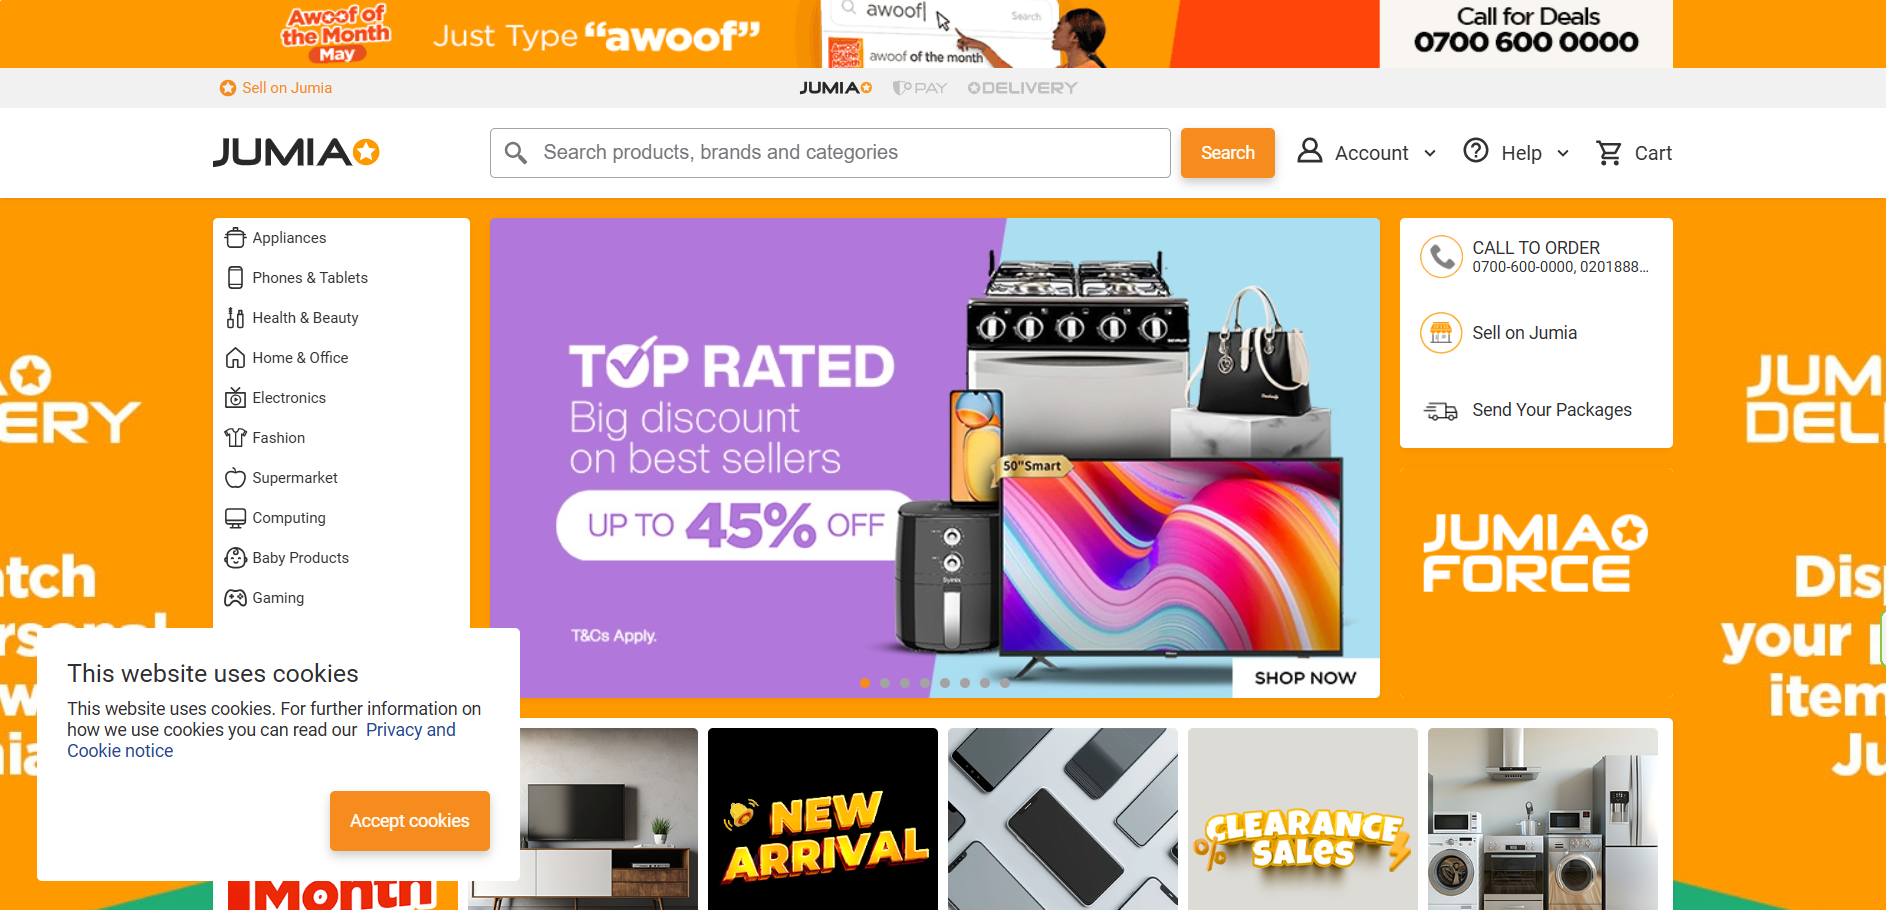 Awoof of
the Month
May
Just Type “awoof”
awoof
Search
awoof of the month
Call for Deals
0700 600 0000
Sell on Jumia
JUMIA
PAY
DELIVERY
JUMIA
Search products, brands and categories
Search
Account
Help
Cart
Appliances
Phones & Tablets
Health & Beauty
Home & Office
Electronics
Fashion
Supermarket
Computing
Baby Products
Gaming
TOP RATED
Big discount
on best sellers
UP TO 45% OFF
T&Cs Apply.
50"Smart
SHOP NOW
CALL TO ORDER
0700-600-0000, 0201888...
Sell on Jumia
Send Your Packages
JUMIA
FORCE
JUM
DELI
Dis
your
item
Ju
This website uses cookies
This website uses cookies. For further information on
how we use cookies you can read our Privacy and
Cookie notice
Accept cookies
Month
NEW
ARRIVAL
CLEARANCE
SALES